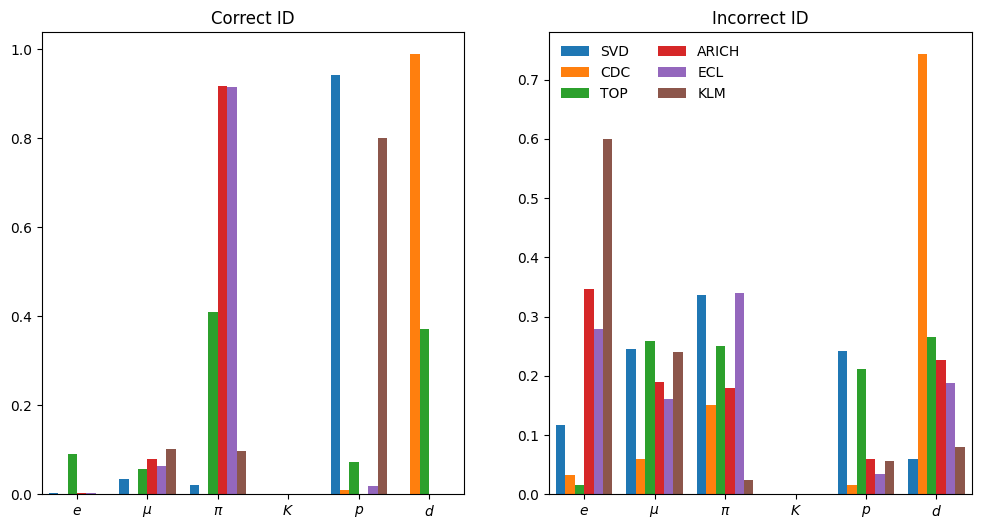 Correct ID
1.0
0.8
0.6
0.4
0.2
0.0
e μ π K p d
Incorrect ID
SVD ARICH
CDC ECL
TOP KLM
0.7
0.6
0.5
0.4
0.3
0.2
0.1
0.0
e μ π K p d